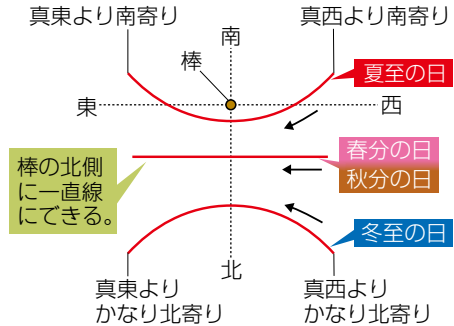 真東より南寄り
真西より南寄り
南
棒
夏至の日
東
西
春分の日
秋分の日
棒の北側
に一直線
にできる。
冬至の日
北
真東より
かなり北寄り
真西より
かなり北寄り